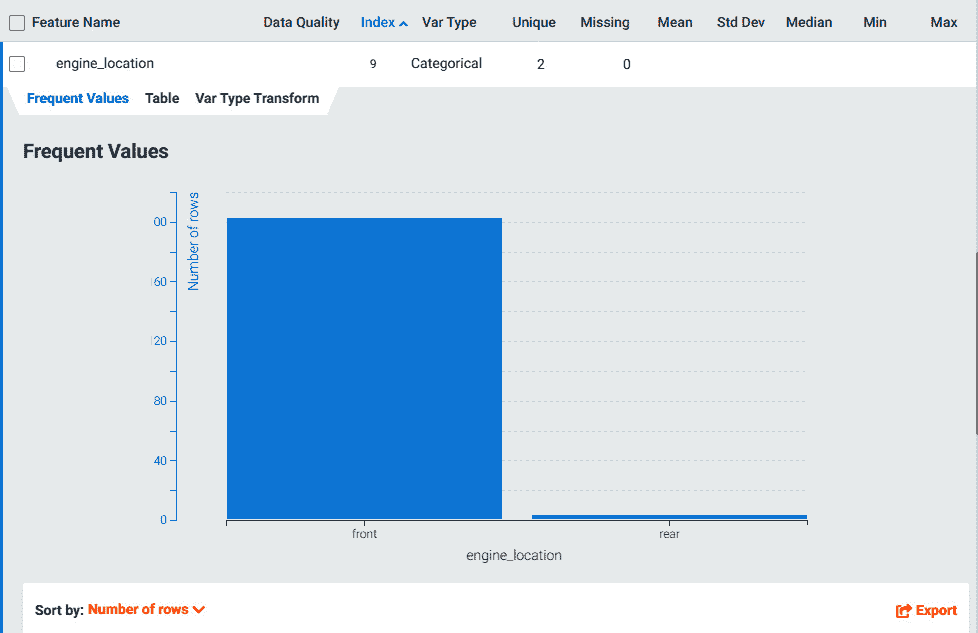 Feature Name Data Quality Index Var Type Unique Missing Mean Std Dev Median Min Max
engine_location 9 Categorical 2 0
Frequent Values Table Var Type Transform
Frequent Values
Number of rows
00
160
120
80
40
0
front rear
engine_location
Sort by: Number of rows Export